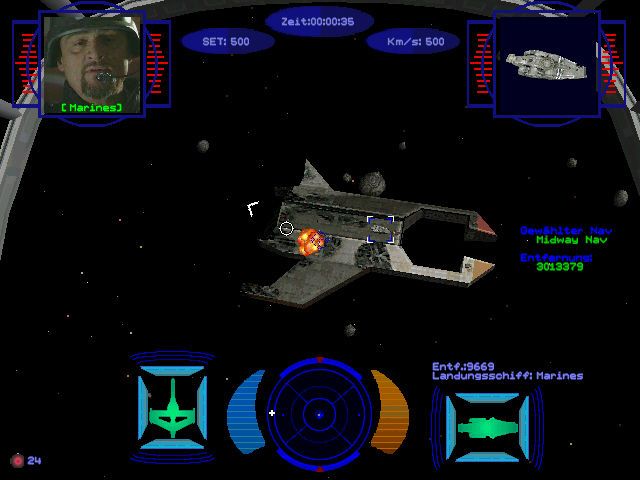 Zeit:00:00:35
SET: 500
Km/s: 500
[Marines]
Gewählter Nav
Midway Nav
Entfernung:
3013379
Entf.:9669
Landungsschiff: Marines
24